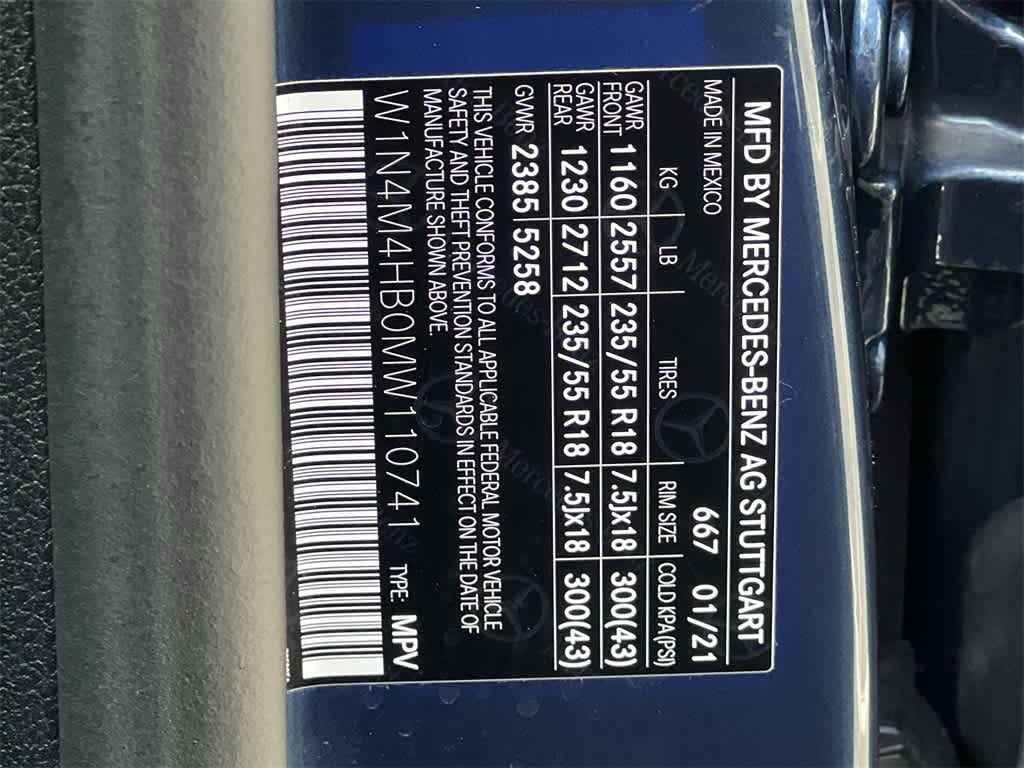 MFD BY MERCEDES-BENZ AG STUTTGART
MADE IN MEXICO 667 01/21
KG LB TIRES RIM SIZE COLD KPA(PSI)
GAWR FRONT 1160 2557 235/55 R18 7.5Jx18 300(43)
GAWR REAR 1230 2712 235/55 R18 7.5Jx18 300(43)
GWWR 2385 5258
THIS VEHICLE CONFORMS TO ALL APPLICABLE FEDERAL MOTOR VEHICLE
SAFETY AND THEFT PREVENTION STANDARDS IN EFFECT ON THE DATE OF
MANUFACTURE SHOWN ABOVE.
W1N4M4HB0MW110741 TYPE: MPV